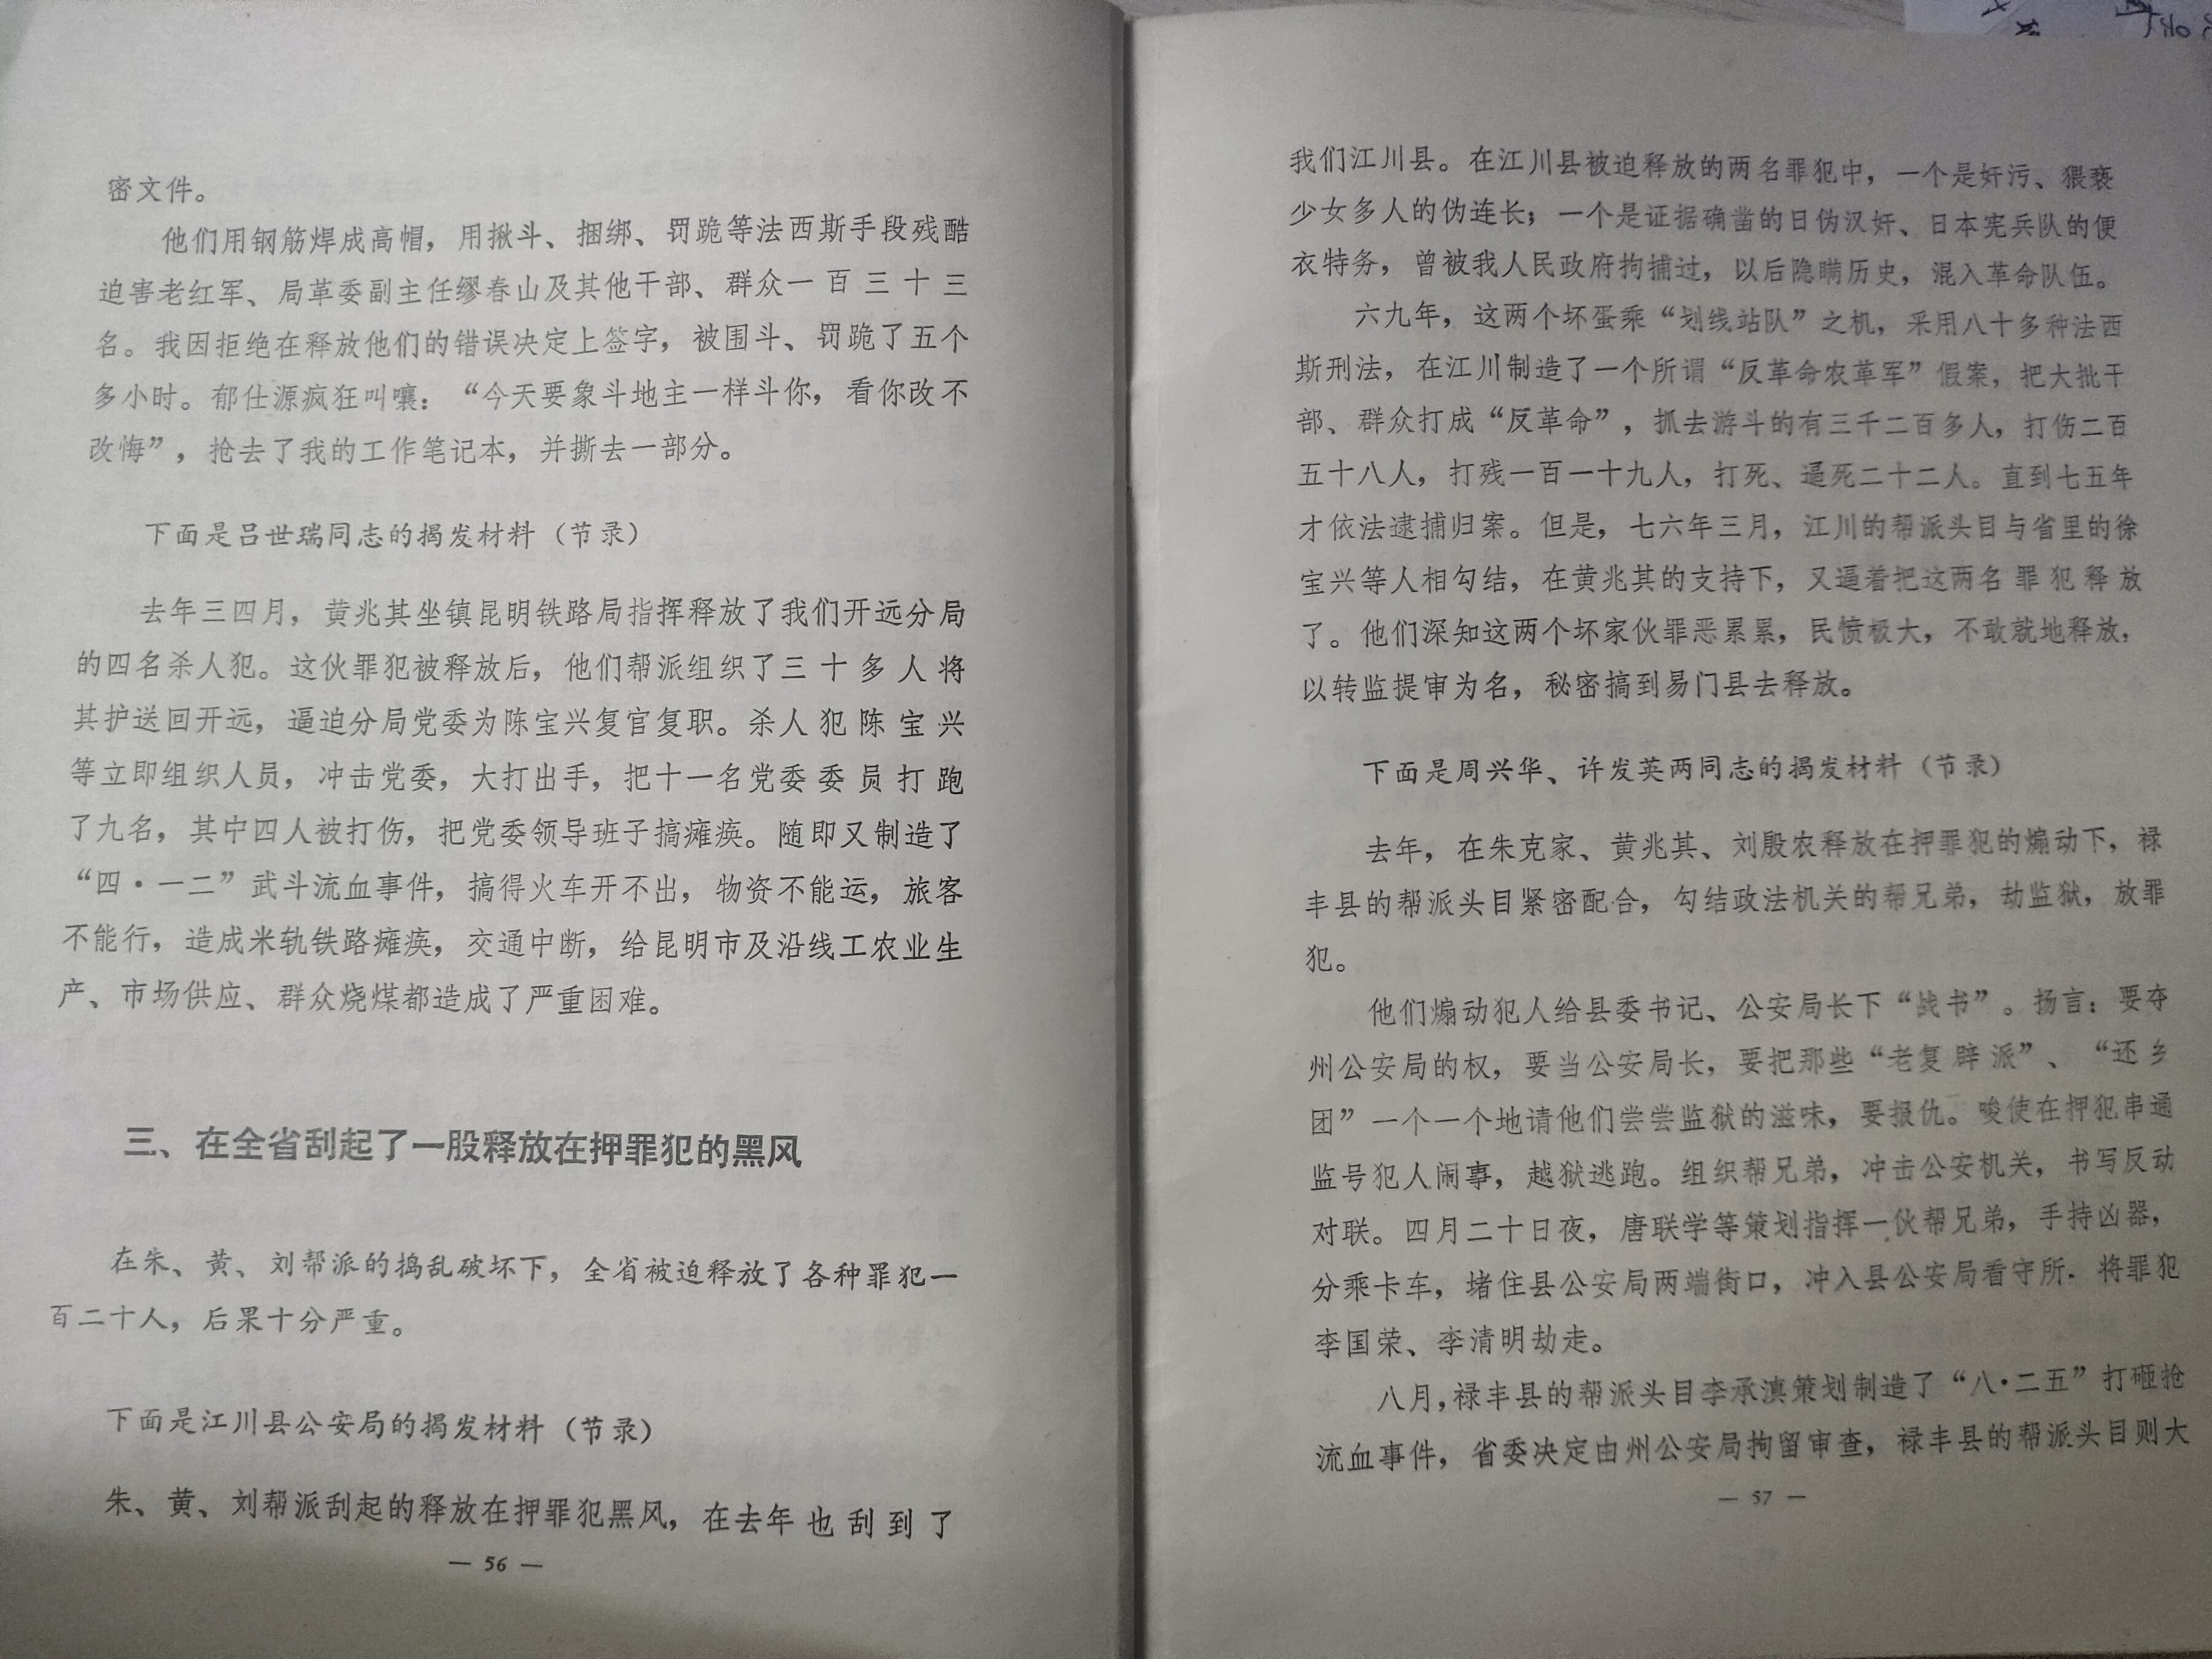 密文件。
他们用钢筋焊成高帽，用揪斗、捆绑、罚跪等法西斯手段残酷
迫害老红军、局革委副主任缪春山及其他干部、群众一百三十三
名。我因拒绝在释放他们的错误决定上签字，被围斗、罚跪了五个
多小时。郁仕源疯狂叫嚷：“今天要象斗地主一样斗你，看你改不
改悔”，抢去了我的工作笔记本，并撕去一部分。
下面是吕世瑞同志的揭发材料（节录）
去年三四月，黄兆其坐镇昆明铁路局指挥释放了我们开远分局
的四名杀人犯。这伙罪犯被释放后，他们帮派组织了三十多人将
其护送回开远，逼迫分局党委为陈宝兴复官复职。杀人犯陈宝兴
等立即组织人员，冲击党委，大打出手，把十一名党委委员打跑
了九名，其中四人被打伤，把党委领导班子搞瘫痪。随即又制造了
“四·一二”武斗流血事件，搞得火车开不出，物资不能运，旅客
不能行，造成米轨铁路瘫痪，交通中断，给昆明市及沿线工农业生
产、市场供应、群众烧煤都造成了严重困难。
三、在全省刮起了一股释放在押罪犯的黑风
在朱、黄、刘帮派的捣乱破坏下，全省被迫释放了各种罪犯一
百二十人，后果十分严重。
下面是江川县公安局的揭发材料（节录）
朱、黄、刘帮派刮起的释放在押罪犯黑风，在去年也刮到了
— 56 —
我们江川县。在江川县被迫释放的两名罪犯中，一个是奸污、猥亵
少女多人的伪连长；一个是证据确凿的日伪汉奸、日本宪兵队的便
衣特务，曾被我人民政府拘捕过，以后隐瞒历史，混入革命队伍。
六九年，这两个坏蛋乘“划线站队”之机，采用八十多种法西
斯刑法，在江川制造了一个所谓“反革命农革军”假案，把大批干
部、群众打成“反革命”，抓去游斗的有三千二百多人，打伤二百
五十八人，打残一百一十九人，打死、逼死二十二人。直到七五年
才依法逮捕归案。但是，七六年三月，江川的帮派头目与省里的徐
宝兴等人相勾结，在黄兆其的支持下，又逼着把这两名罪犯释放
了。他们深知这两个坏家伙罪恶累累，民愤极大，不敢就地释放，
以转监提审为名，秘密搞到易门县去释放。
下面是周兴华、许发英两同志的揭发材料（节录）
去年，在朱克家、黄兆其、刘殷农释放在押罪犯的煽动下，禄
丰县的帮派头目紧密配合，勾结政法机关的帮兄弟，劫监狱，放罪
犯。
他们煽动犯人给县委书记、公安局长下“战书”。扬言：要夺
州公安局的权，要当公安局长，要把那些“老复辟派”、“还乡
团”一个一个地请他们尝尝监狱的滋味，要报仇。唆使在押犯串通
监号犯人闹事，越狱逃跑。组织帮兄弟，冲击公安机关，书写反动
对联。四月二十日夜，唐联学等策划指挥一伙帮兄弟，手持凶器，
分乘卡车，堵住县公安局两端街口，冲入县公安局看守所．将罪犯
李国荣、李清明劫走。
八月，禄丰县的帮派头目李承滇策划制造了“八·二五”打砸抢
流血事件，省委决定由州公安局拘留审查，禄丰县的帮派头目则大
— 57 —